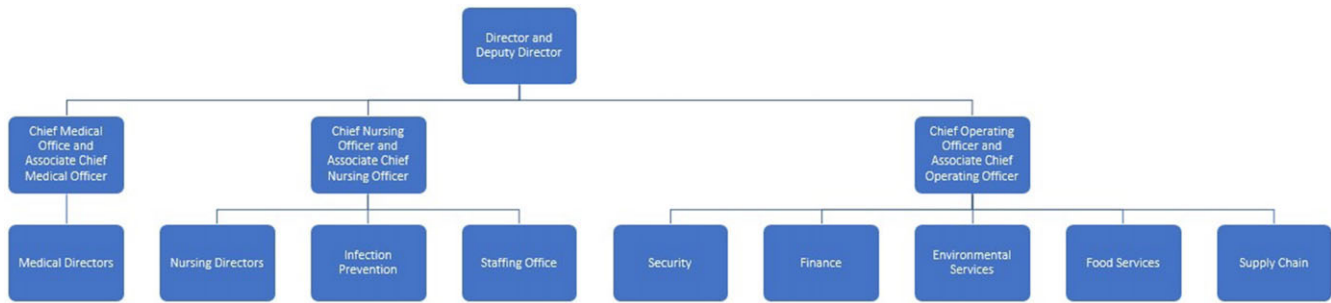 Director and
Deputy Director
Chief Medical
Office and
Associate Chief
Medical Officer
Chief Nursing
Officer and
Associate Chief
Nursing Officer
Chief Operating
Officer and
Associate Chief
Operating Officer
Medical Directors
Nursing Directors
Infection
Prevention
Staffing Office
Security
Finance
Environmental
Services
Food Services
Supply Chain